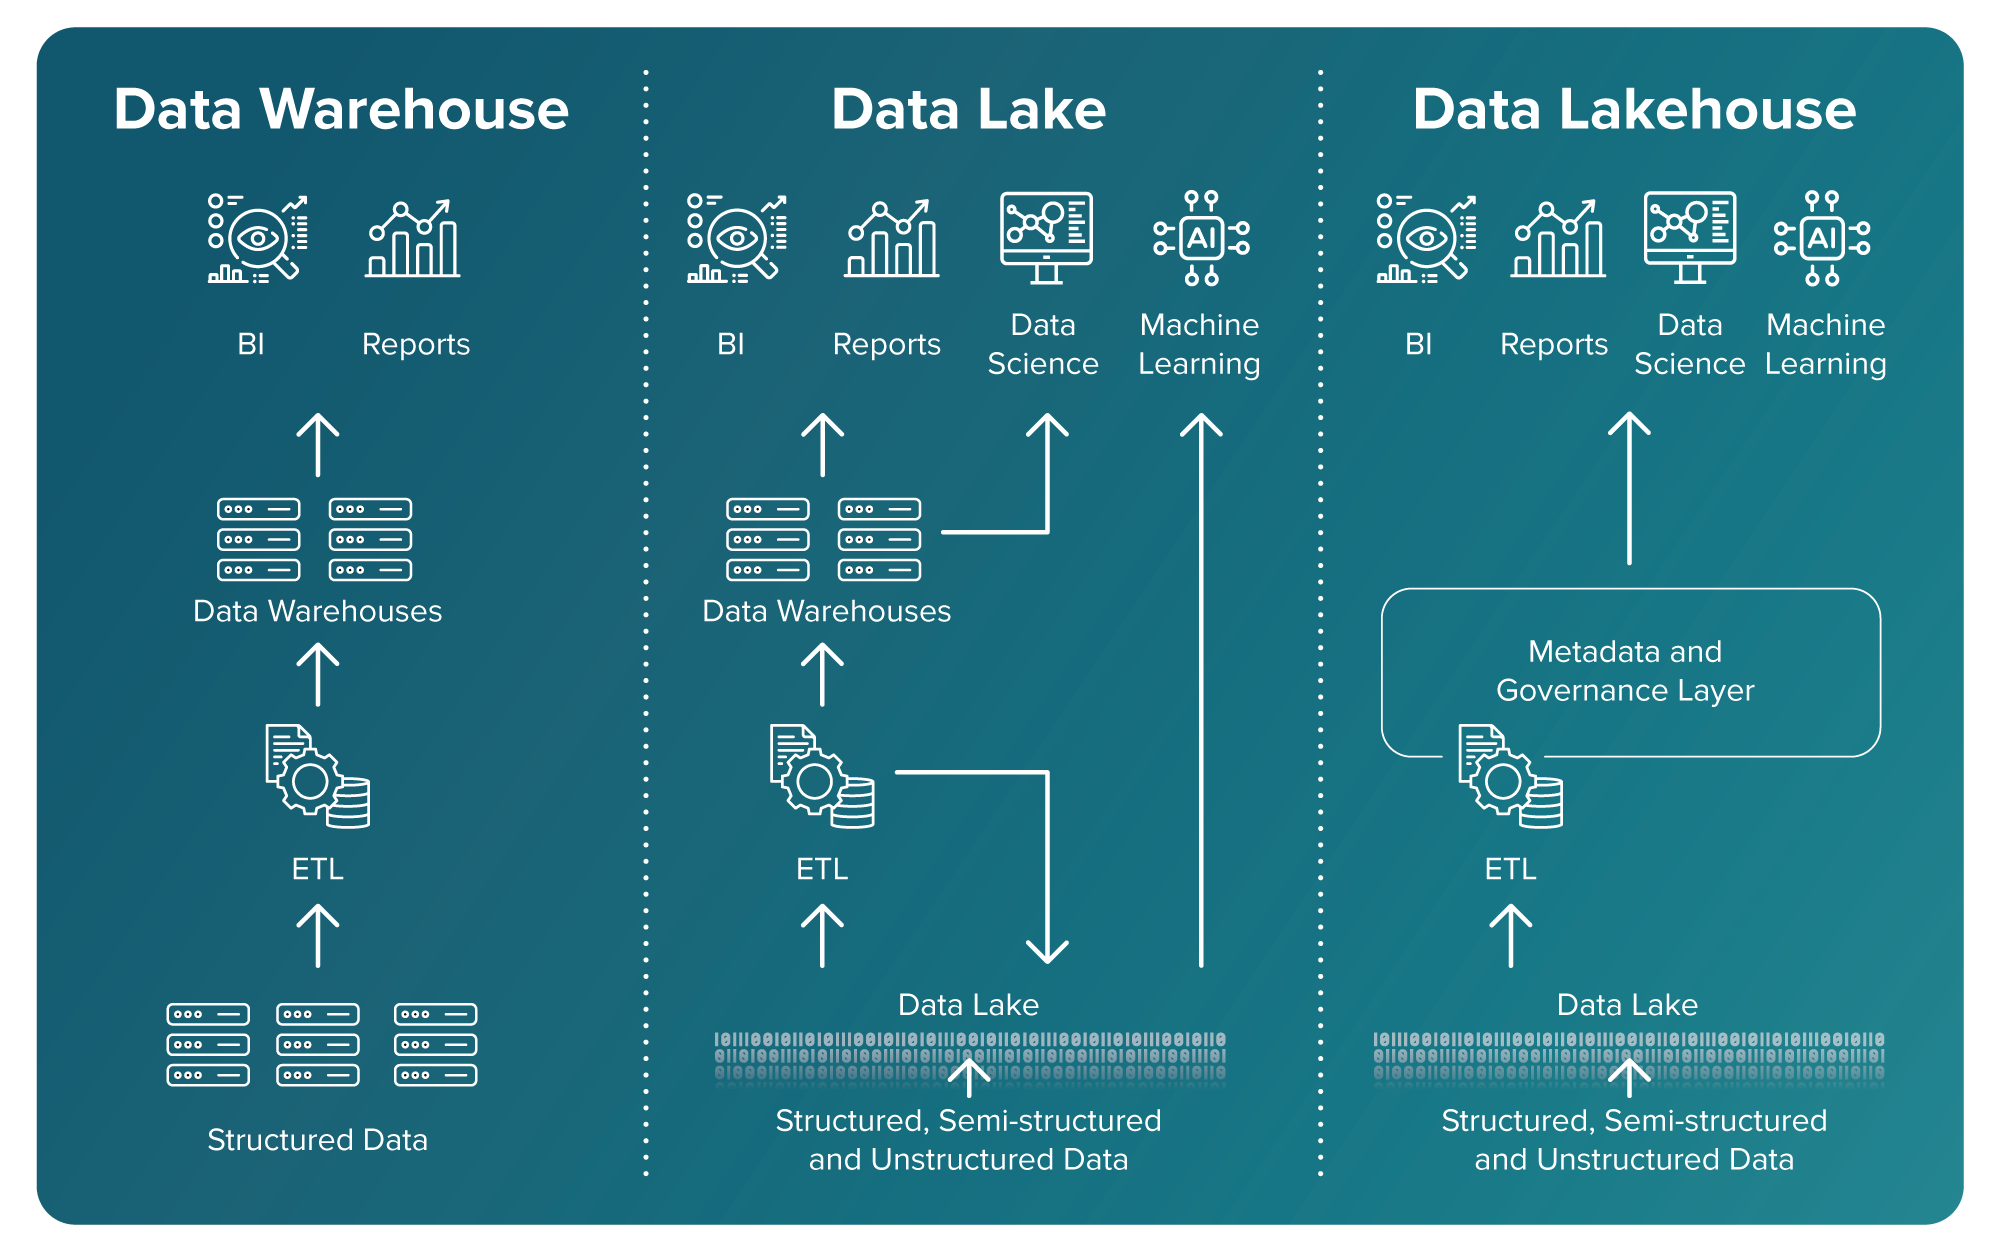 Data Warehouse
BI
Reports
Data Warehouses
ETL
Structured Data
Data Lake
BI
Reports
Data
Science
Machine
Learning
Data Warehouses
ETL
Data Lake
Structured, Semi-structured
and Unstructured Data
Data Lakehouse
BI
Reports
Data
Science
Machine
Learning
AI
AI
Metadata and
Governance Layer
ETL
Data Lake
Structured, Semi-structured
and Unstructured Data